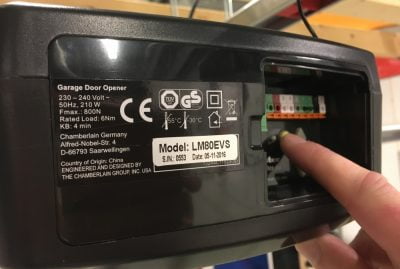 Garage Door Opener
230 – 240 Volt ~
50Hz, 210 W
Fmax.: 800N
Rated Load: 6Nm
KB: 4 min
Chamberlain Germany
Alfred-Nobel-Str. 4
D-66793 Saarwellingen
Country of Origin: China
ENGINEERED AND DESIGNED BY
THE CHAMBERLAIN GROUP, INC. USA
CE
GS
Model: LM80EVS
S.\N.: 0553 Date: 05-11-2016